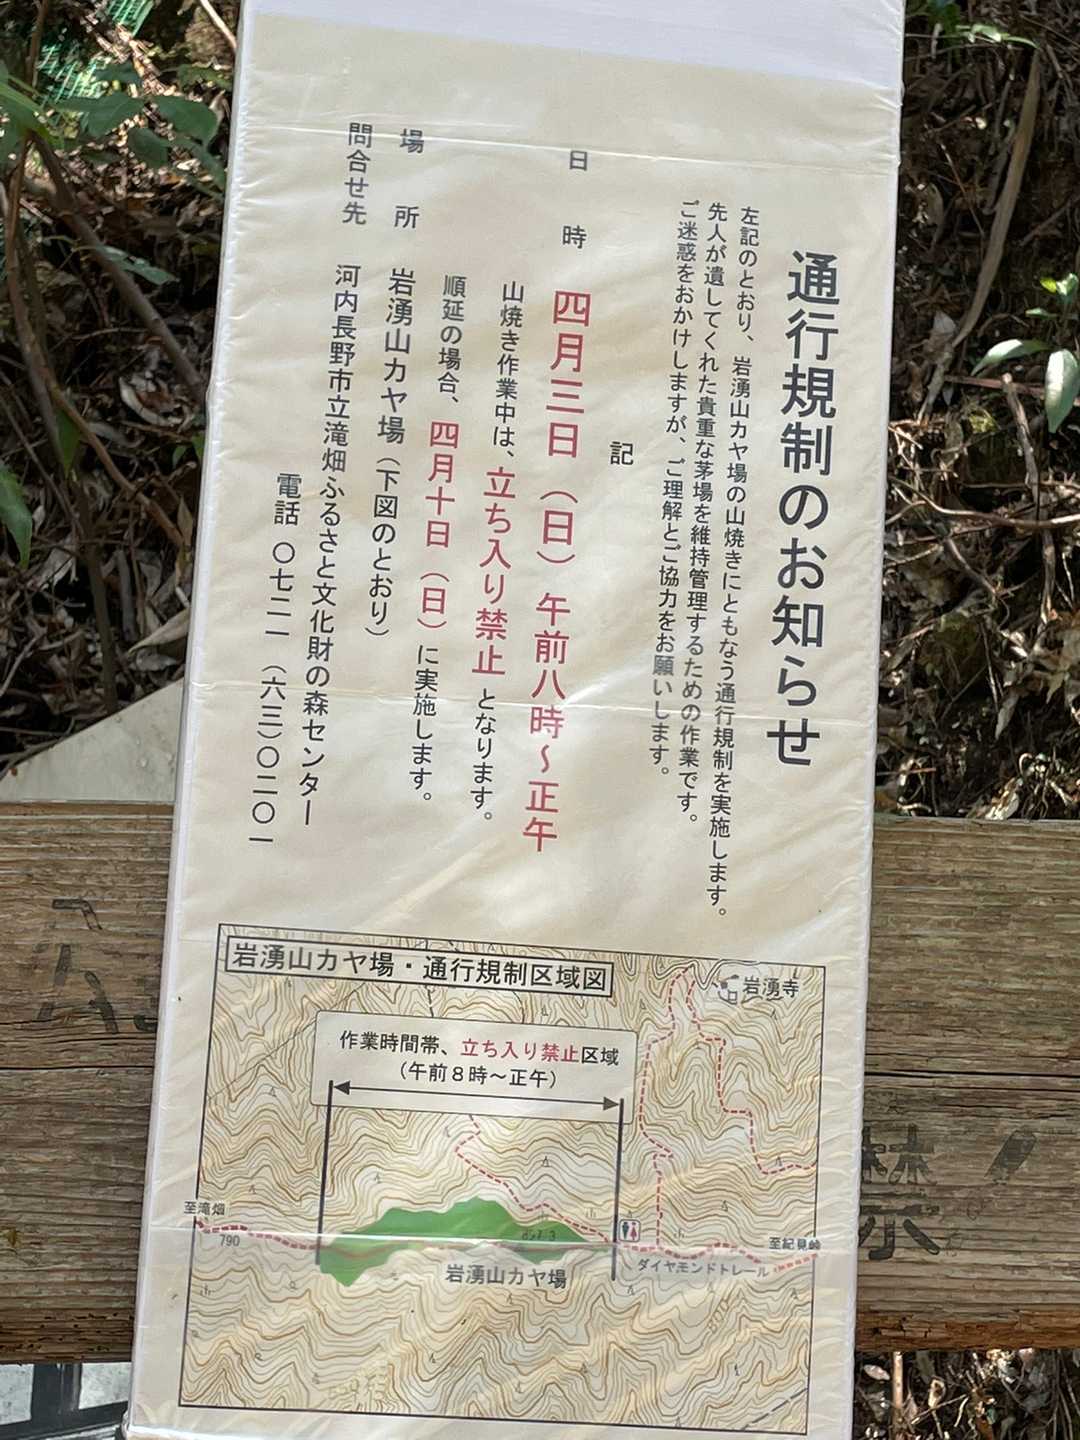 通行規制のお知らせ
左記のとおり、岩湧山カヤ場の山焼きにともなう通行規制を実施します。
先人が遺してくれた貴重な茅場を維持管理するための作業です。
ご迷惑をおかけしますが、ご理解とご協力をお願いします。
記
日時 四月三日(日)午前八時～正午
山焼き作業中は、立ち入り禁止となります。
順延の場合、四月十日(日)に実施します。
場所 岩湧山カヤ場(下図のとおり)
問合せ先 河内長野市立滝畑ふるさと文化財の森センター
電話 〇七二一(六三)〇二〇一
岩湧山カヤ場・通行規制区域図
岩湧寺
作業時間帯、立ち入り禁止区域
(午前8時～正午)
至滝畑
790
岩湧山カヤ場
ダイヤモンドトレール
至紀見峠
禁